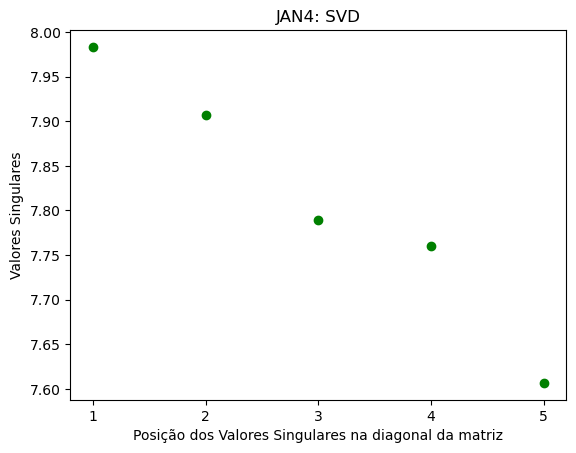 JAN4: SVD
8.00
7.95
7.90
7.85
7.80
7.75
7.70
7.65
7.60
Valores Singulares
1 2 3 4 5
Posição dos Valores Singulares na diagonal da matriz